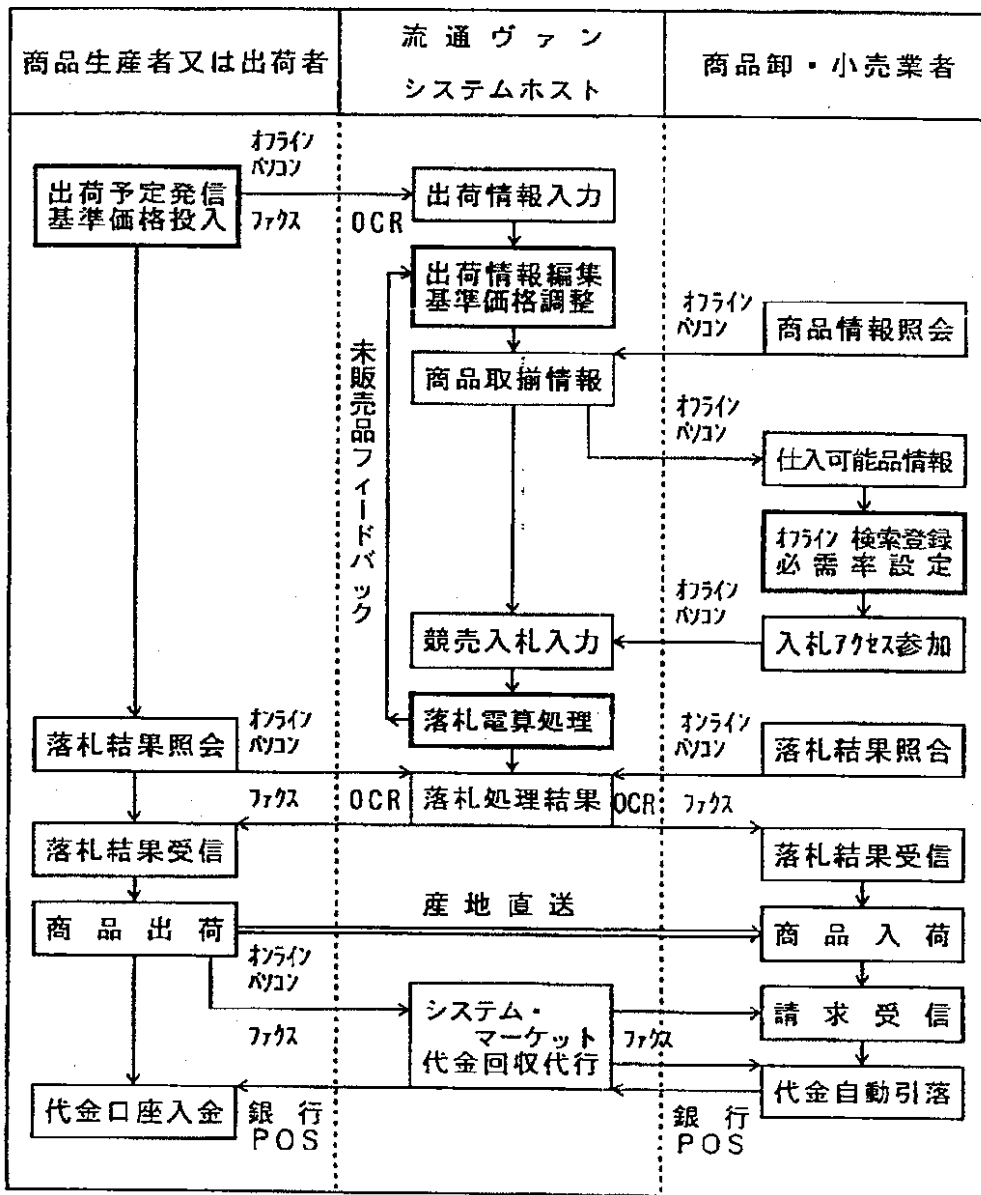 商品生産者又は出荷者
流通ヴァン
システムホスト
商品卸・小売業者
オフライン
パソコン
出荷予定発信
基準価格投入
ファクス
OCR
出荷情報入力
出荷情報編集
基準価格調整
オフライン
パソコン
商品情報照会
商品取揃情報
未販売品フィードバック
オフライン
パソコン
仕入可能品情報
オフライン 検索登録
必需率設定
オフライン
パソコン
競売入札入力
入札アクセス参加
落札電算処理
落札結果照会
オンライン
パソコン
オンライン
パソコン
落札結果照合
ファクス
OCR
落札処理結果
OCR
ファクス
落札結果受信
落札結果受信
産地直送
商品出荷
商品入荷
オンライン
パソコン
ファクス
システム・
マーケット
代金回収代行
ファクス
請求受信
代金口座入金
銀行
POS
銀行
POS
代金自動引落